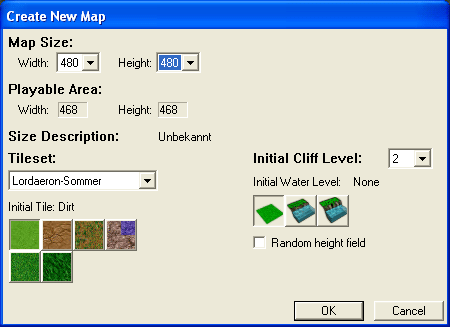 Create New Map
Map Size:
Width: 480 Height: 480
Playable Area:
Width: 468 Height: 468
Size Description: Unbekannt
Tileset:
Lordaeron-Sommer
Initial Tile: Dirt
Initial Cliff Level: 2
Initial Water Level: None
Random height field
OK Cancel